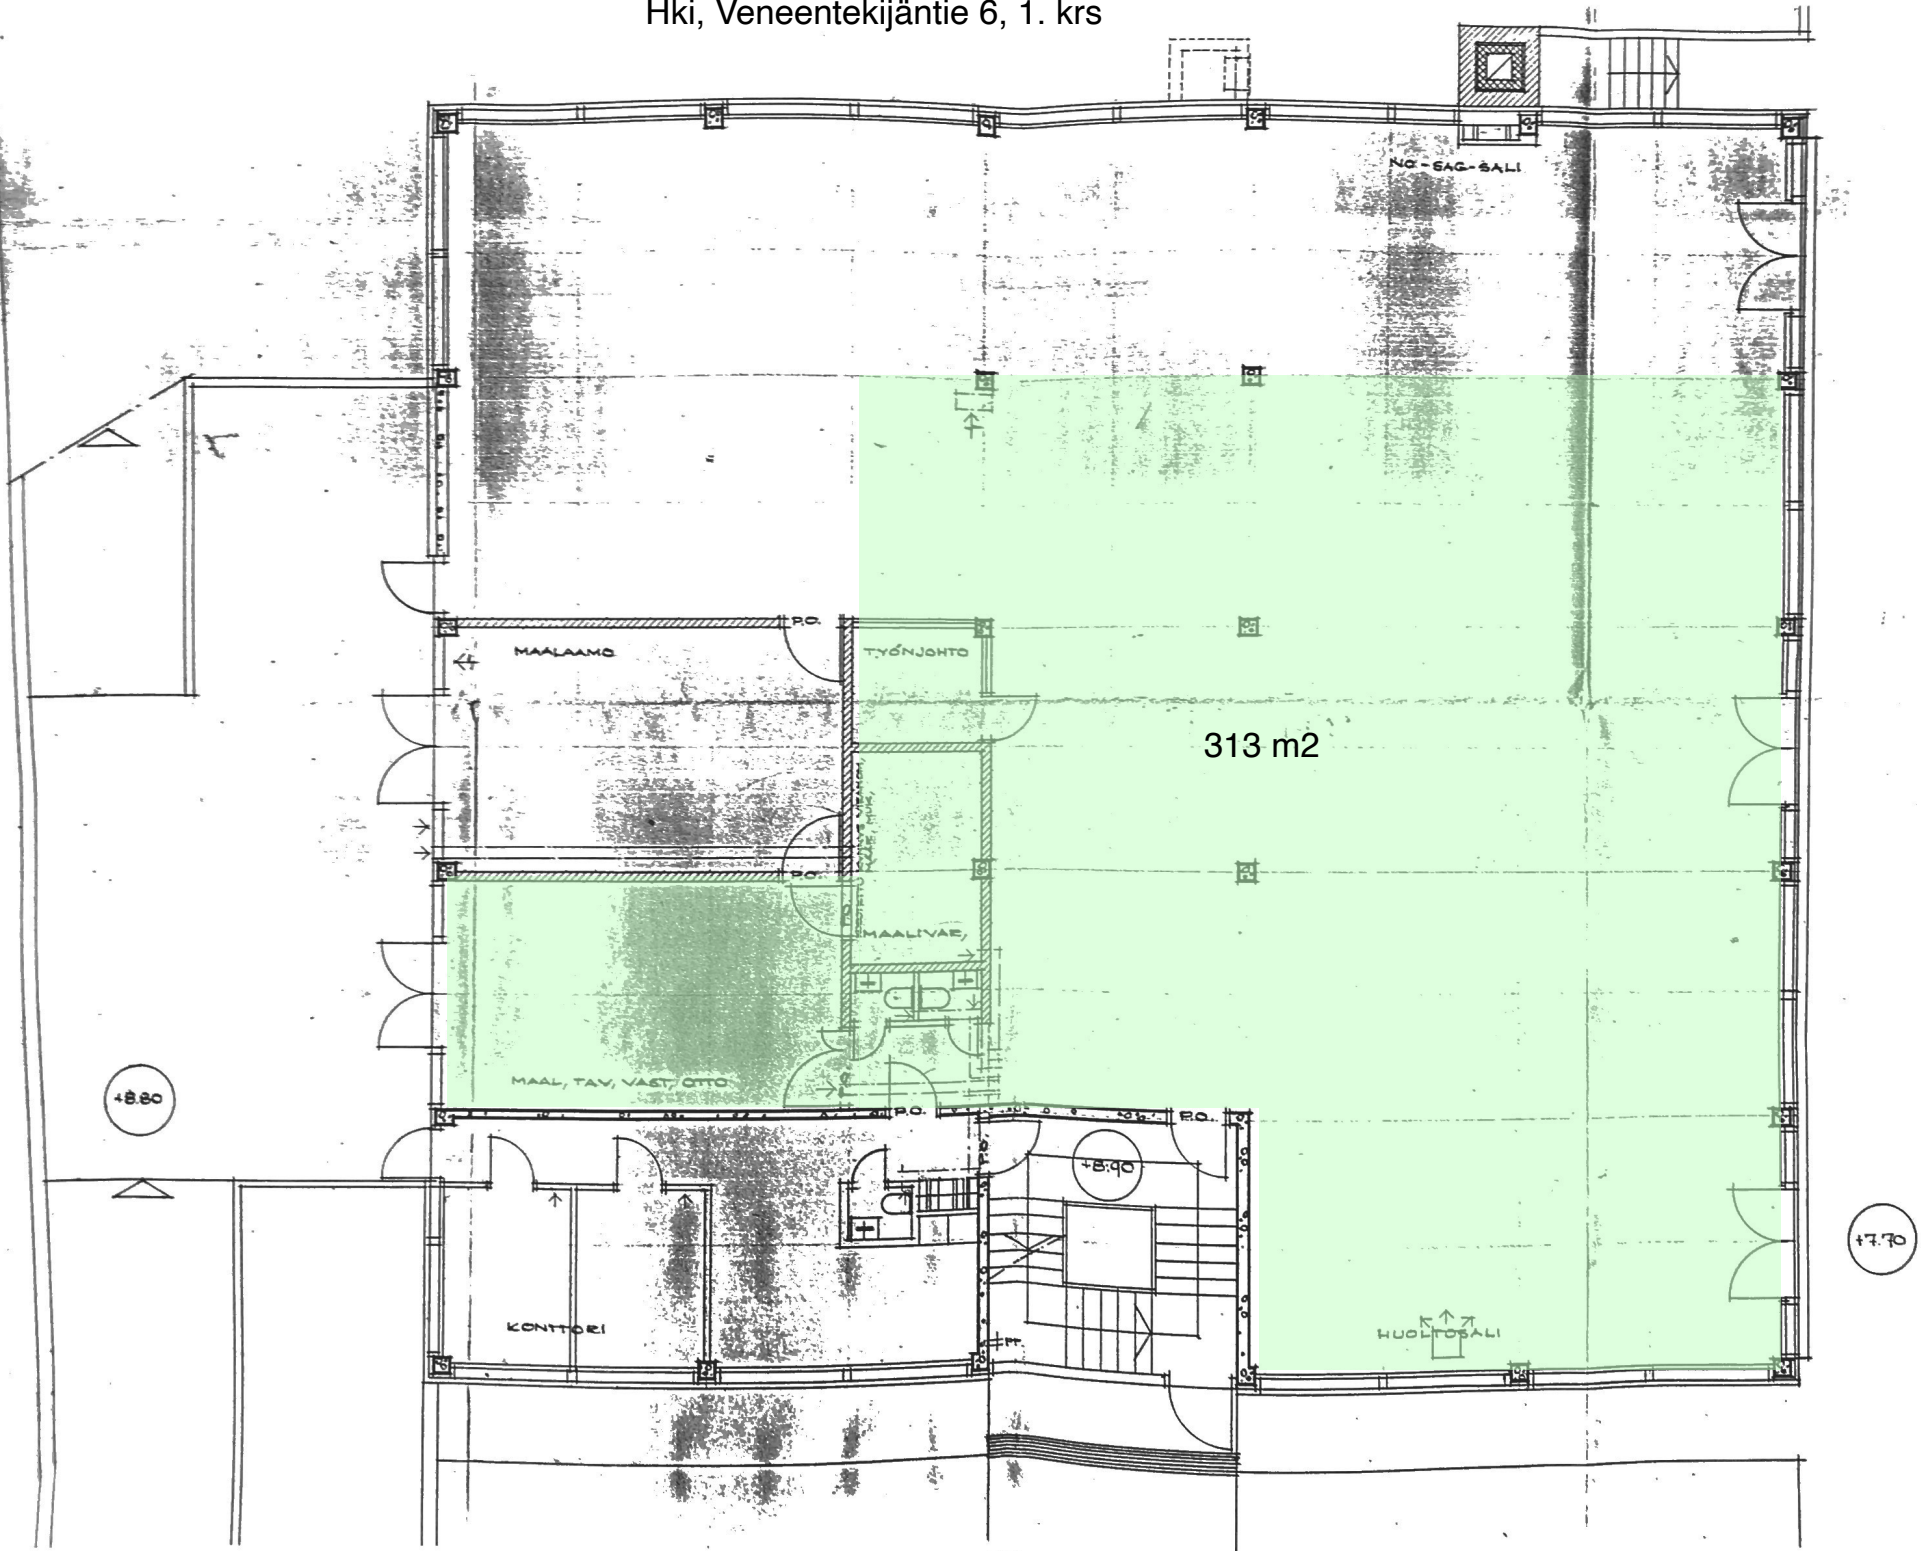 Hki, Veneentekijäntie 6, 1. krs
NO-SAG-SALI
P.O.
MAALAAMO
TYÖNJOHTO
313 m2
P.O.
MAALIVAR,
MAAL, TAV, VAST, OTTO
+8.80
P.O.
P.O.
P.O.
+8.90
+7.70
KONTTORI
HUOLTOSALI